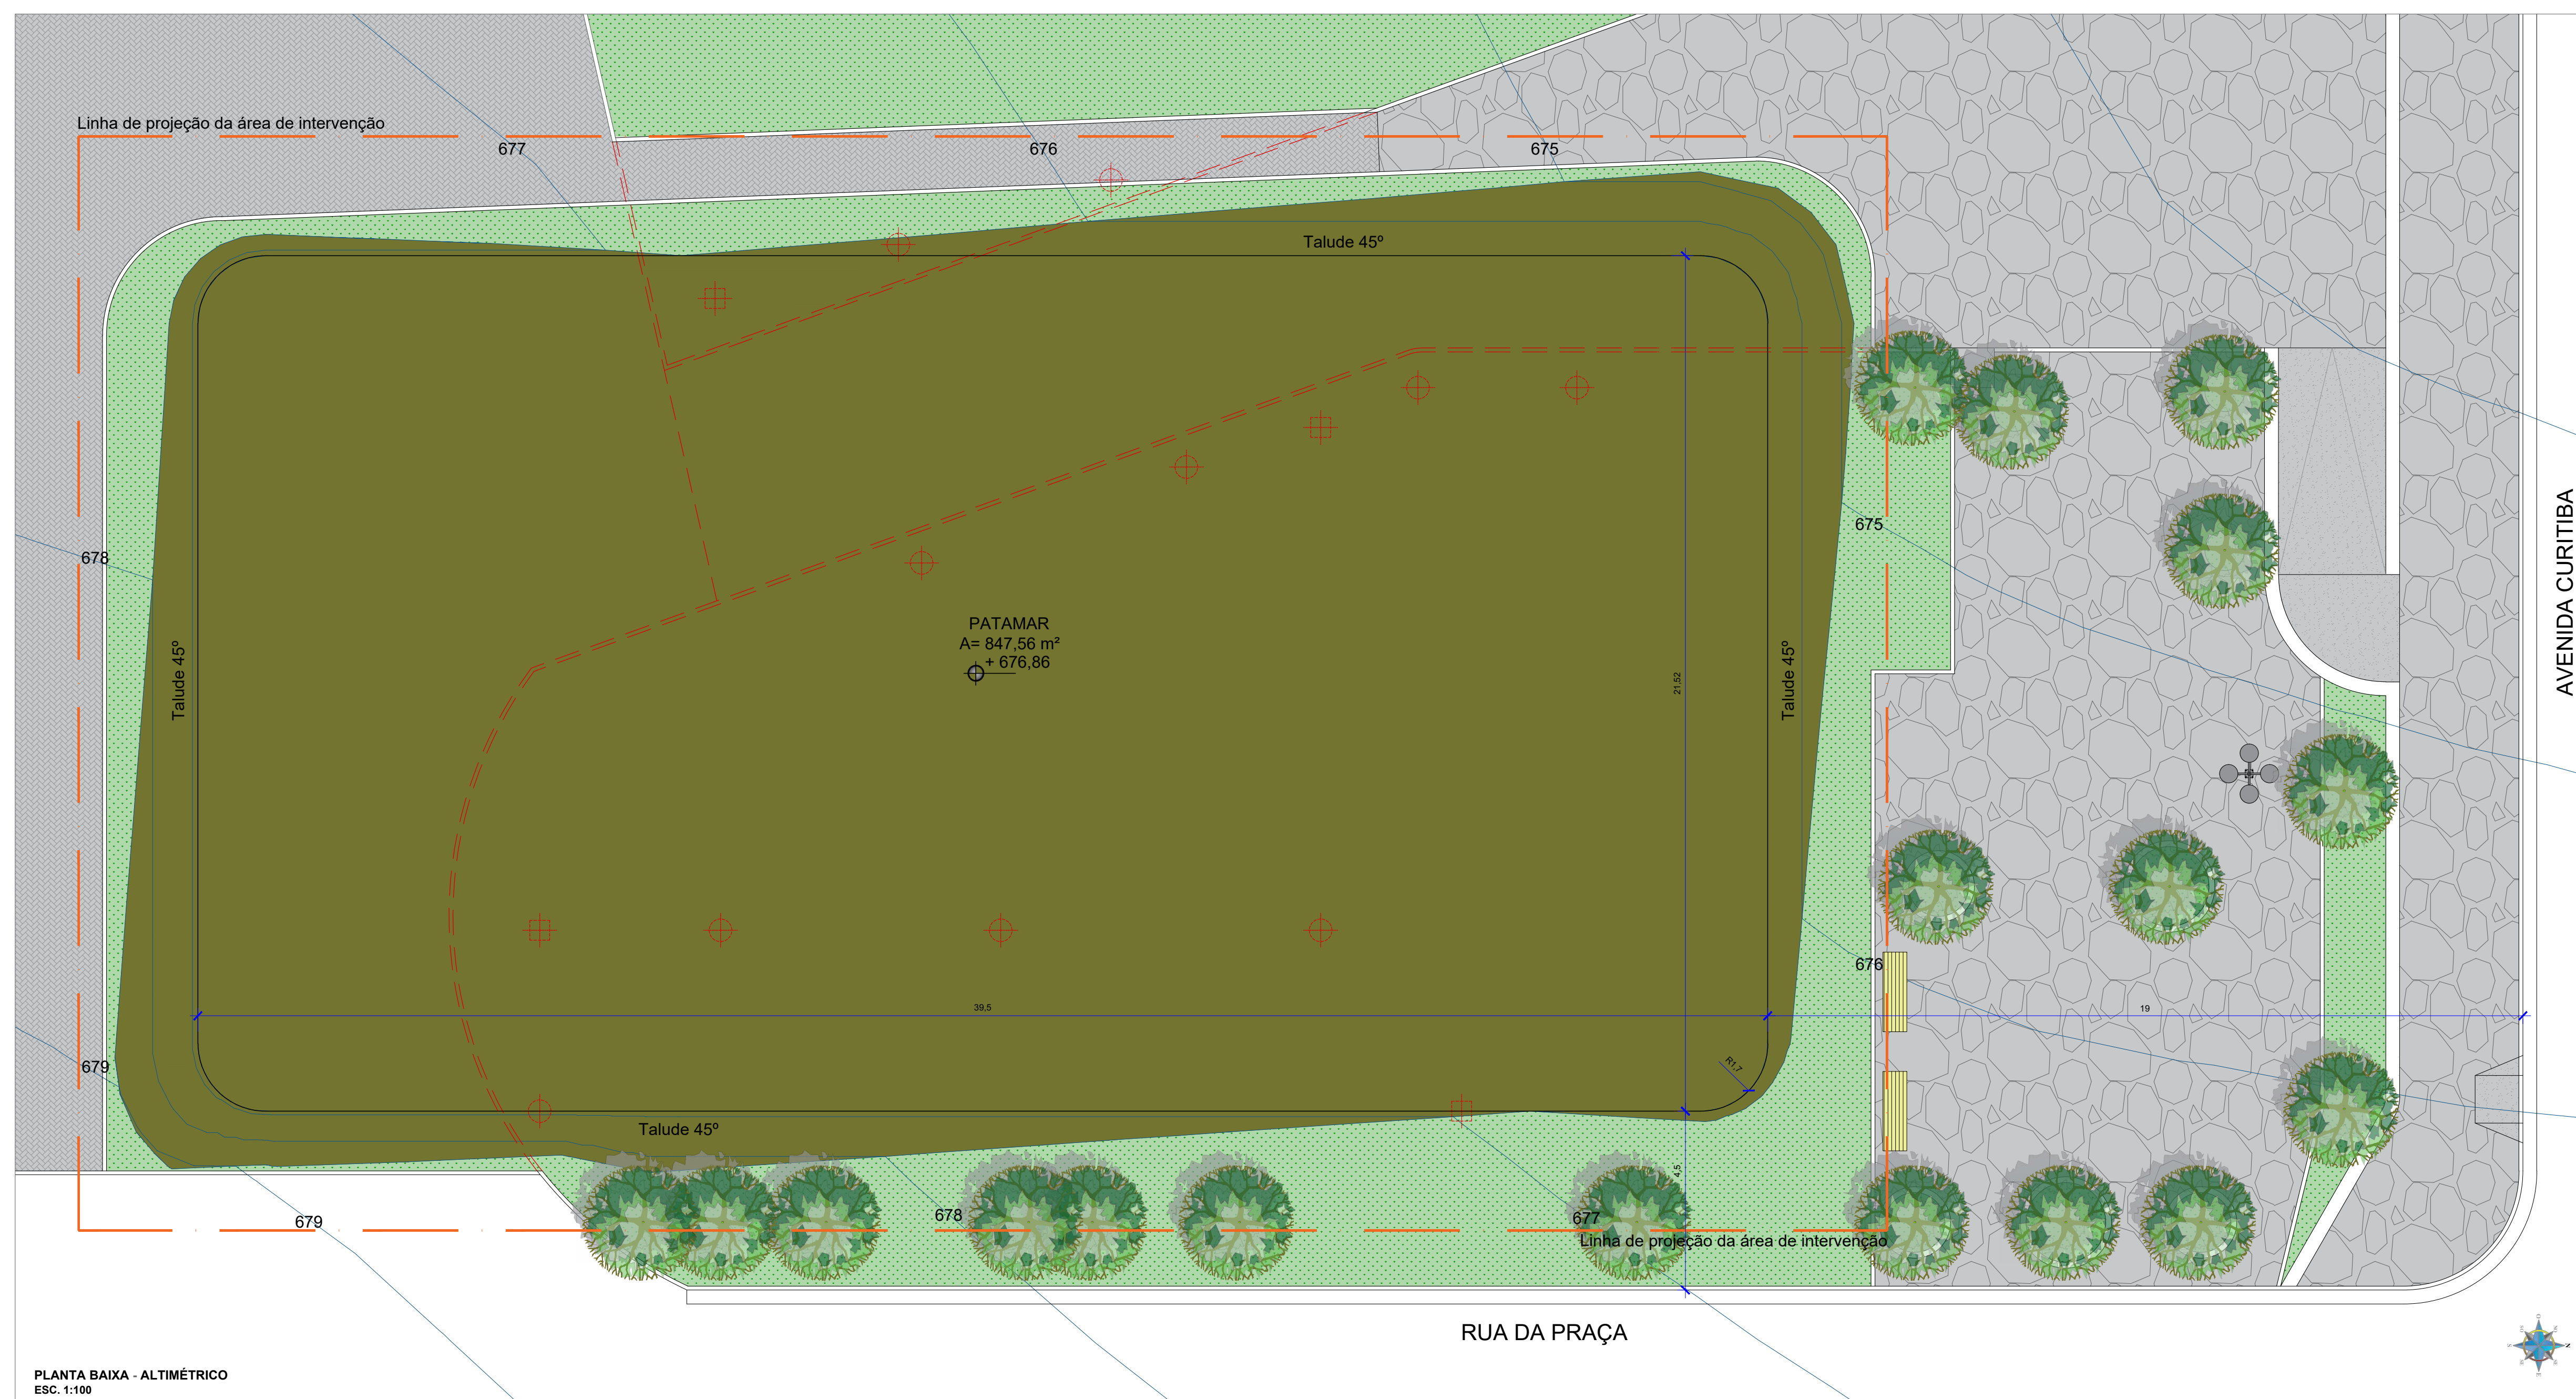 Linha de projeção da área de intervenção
677
676
675
Talude 45º
678
675
AVENIDA CURITIBA
PATAMAR
A= 847,56 m²
+ 676,86
Talude 45º
21,52
Talude 45º
676
39,5
19
679
R1,7
Talude 45º
4,5
679
678
677
Linha de projeção da área de intervenção
RUA DA PRAÇA
PLANTA BAIXA - ALTIMÉTRICO
ESC. 1:100